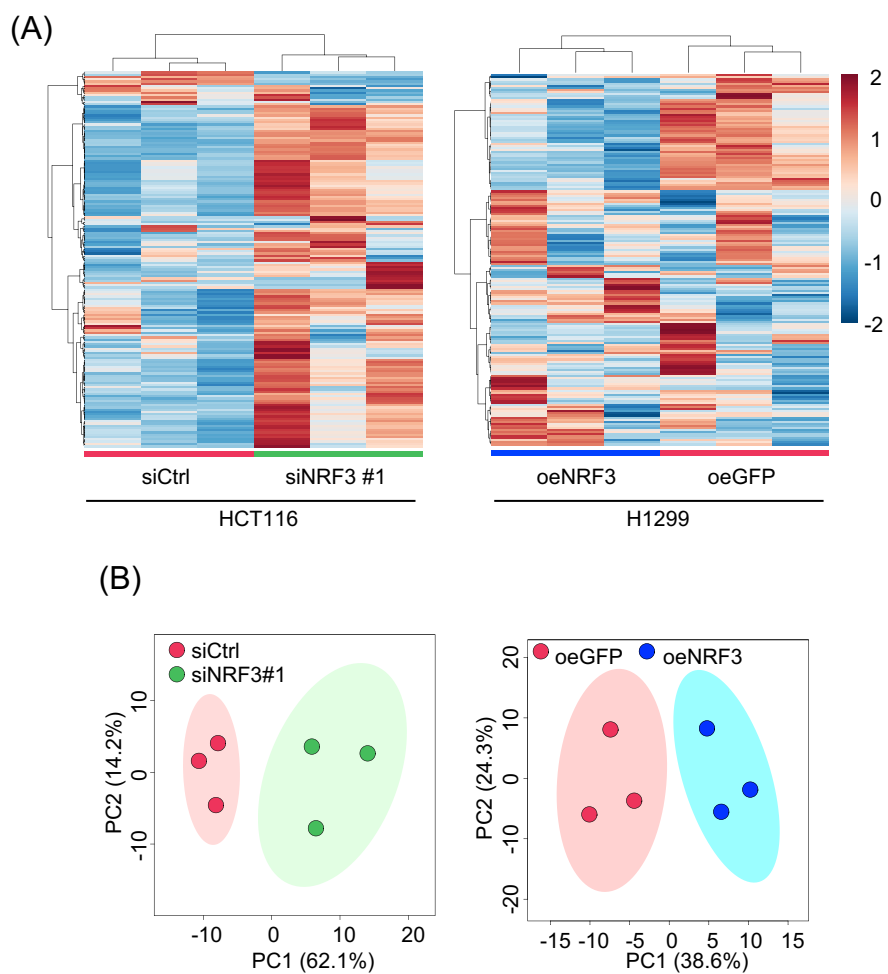 (A)
2
1
0
-1
-2
siCtrl siNRF3 #1
HCT116
oeNRF3 oeGFP
H1299
(B)
siCtrl
siNRF3#1
PC2 (14.2%)
10
0
-10
-10 0 10 20
PC1 (62.1%)
oeGFP oeNRF3
PC2 (24.3%)
20
10
0
-10
-20
-15 -10 -5 0 5 10 15
PC1 (38.6%)